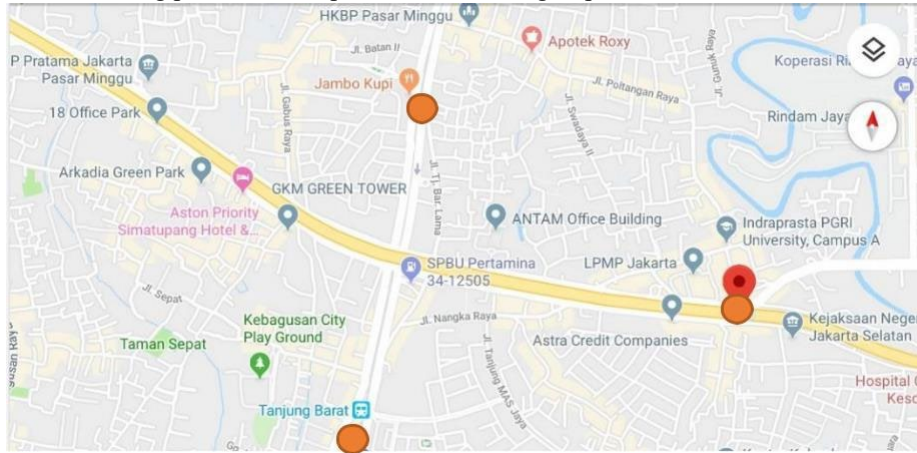 HKBP Pasar Minggu
Jl. Batan II
Apotek Roxy
P Pratama Jakarta
Pasar Minggu
Jambo Kupi
Jl. Poltangan Raya
Jl. Gunuk Raya
Koperasi
18 Office Park
Jl. Gabus Raya
Jl. Swadaya II
Rindam Jaya
Arkadia Green Park
Jl. Tj. Bar. Lama
GKM GREEN TOWER
Aston Priority
Simatupang Hotel &...
ANTAM Office Building
Indraprasta PGRI
University, Campus A
SPBU Pertamina
34-12505
LPMP Jakarta
Jl. Sepat
Jl. Nangka Raya
Kebagusan City
Play Ground
Taman Sepat
Astra Credit Companies
Kejaksaan Nege
Jakarta Selatan
Jl. Tanjung MAS Jaya
Hospital
Tanjung Barat